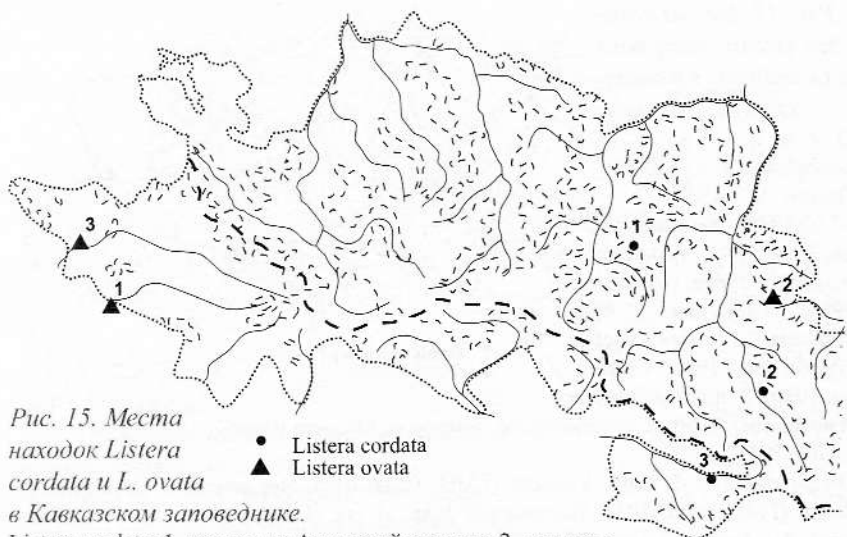 3
1
1
2
2
3
Рис. 15. Места
находок Listera
cordata и L. ovata
в Кавказском заповеднике.
Listera cordata
Listera ovata